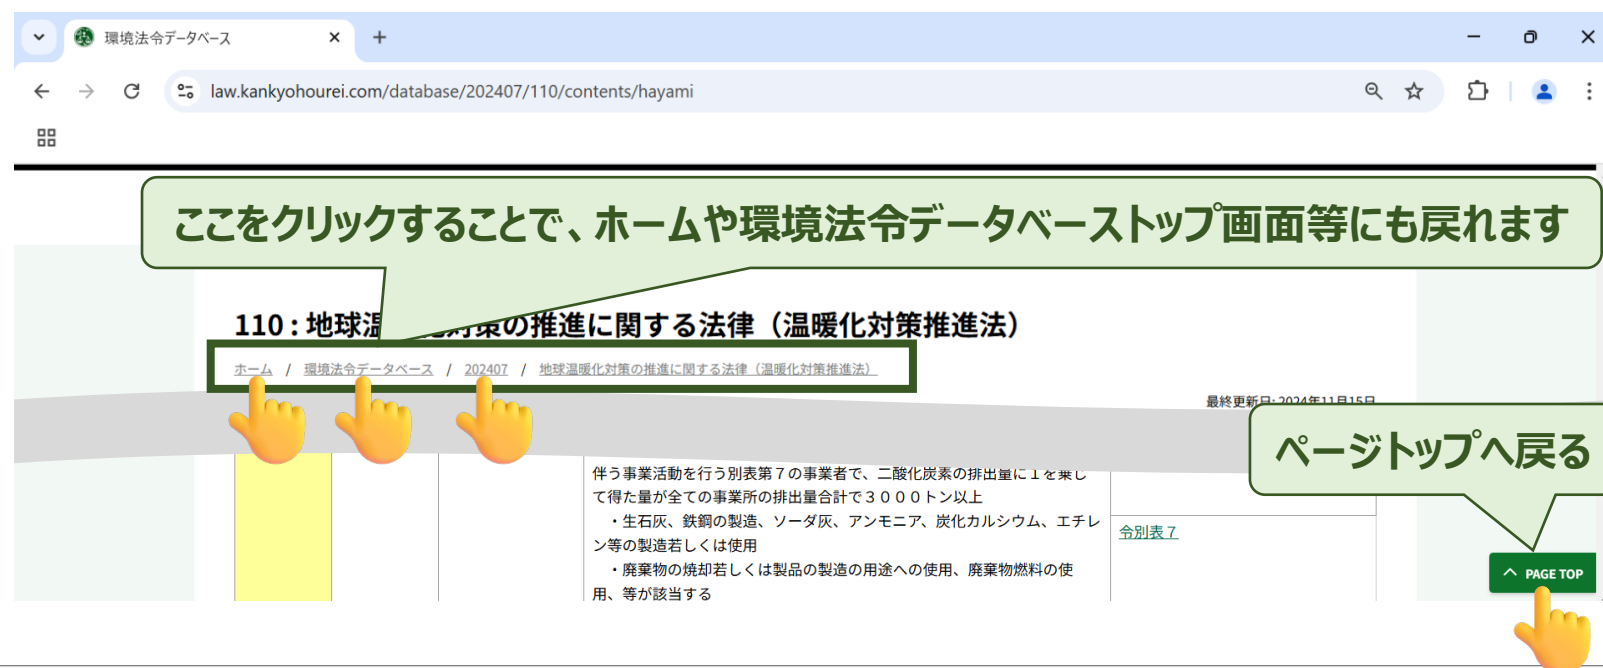 環境法令データベース
law.kankyohourei.com/database/202407/110/contents/hayami
ここをクリックすることで、ホームや環境法令データベーストップ画面等にも戻れます
110 : 地球温 対策の推進に関する法律（温暖化対策推進法）
ホーム / 環境法令データベース / 202407 / 地球温暖化対策の推進に関する法律（温暖化対策推進法）
最終更新日: 2024年11月15日
ページトップへ戻る
伴う事業活動を行う別表第７の事業者で、二酸化炭素の排出量に１を乗じ
て得た量が全ての事業所の排出量合計で３０００トン以上
・生石灰、鉄鋼の製造、ソーダ灰、アンモニア、炭化カルシウム、エチレ
ン等の製造若しくは使用
・廃棄物の焼却若しくは製品の製造の用途への使用、廃棄物燃料の使
用、等が該当する
令別表７
PAGE TOP